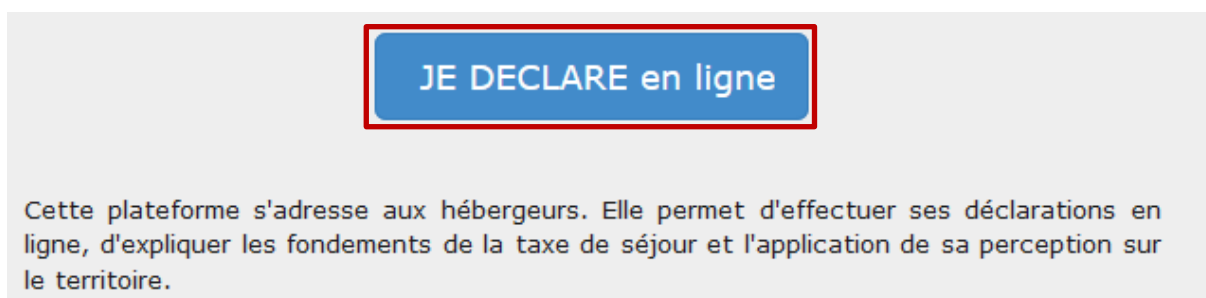 JE DECLARE en ligne
Cette plateforme s'adresse aux hébergeurs. Elle permet d'effectuer ses déclarations en
ligne, d'expliquer les fondements de la taxe de séjour et l'application de sa perception sur
le territoire.